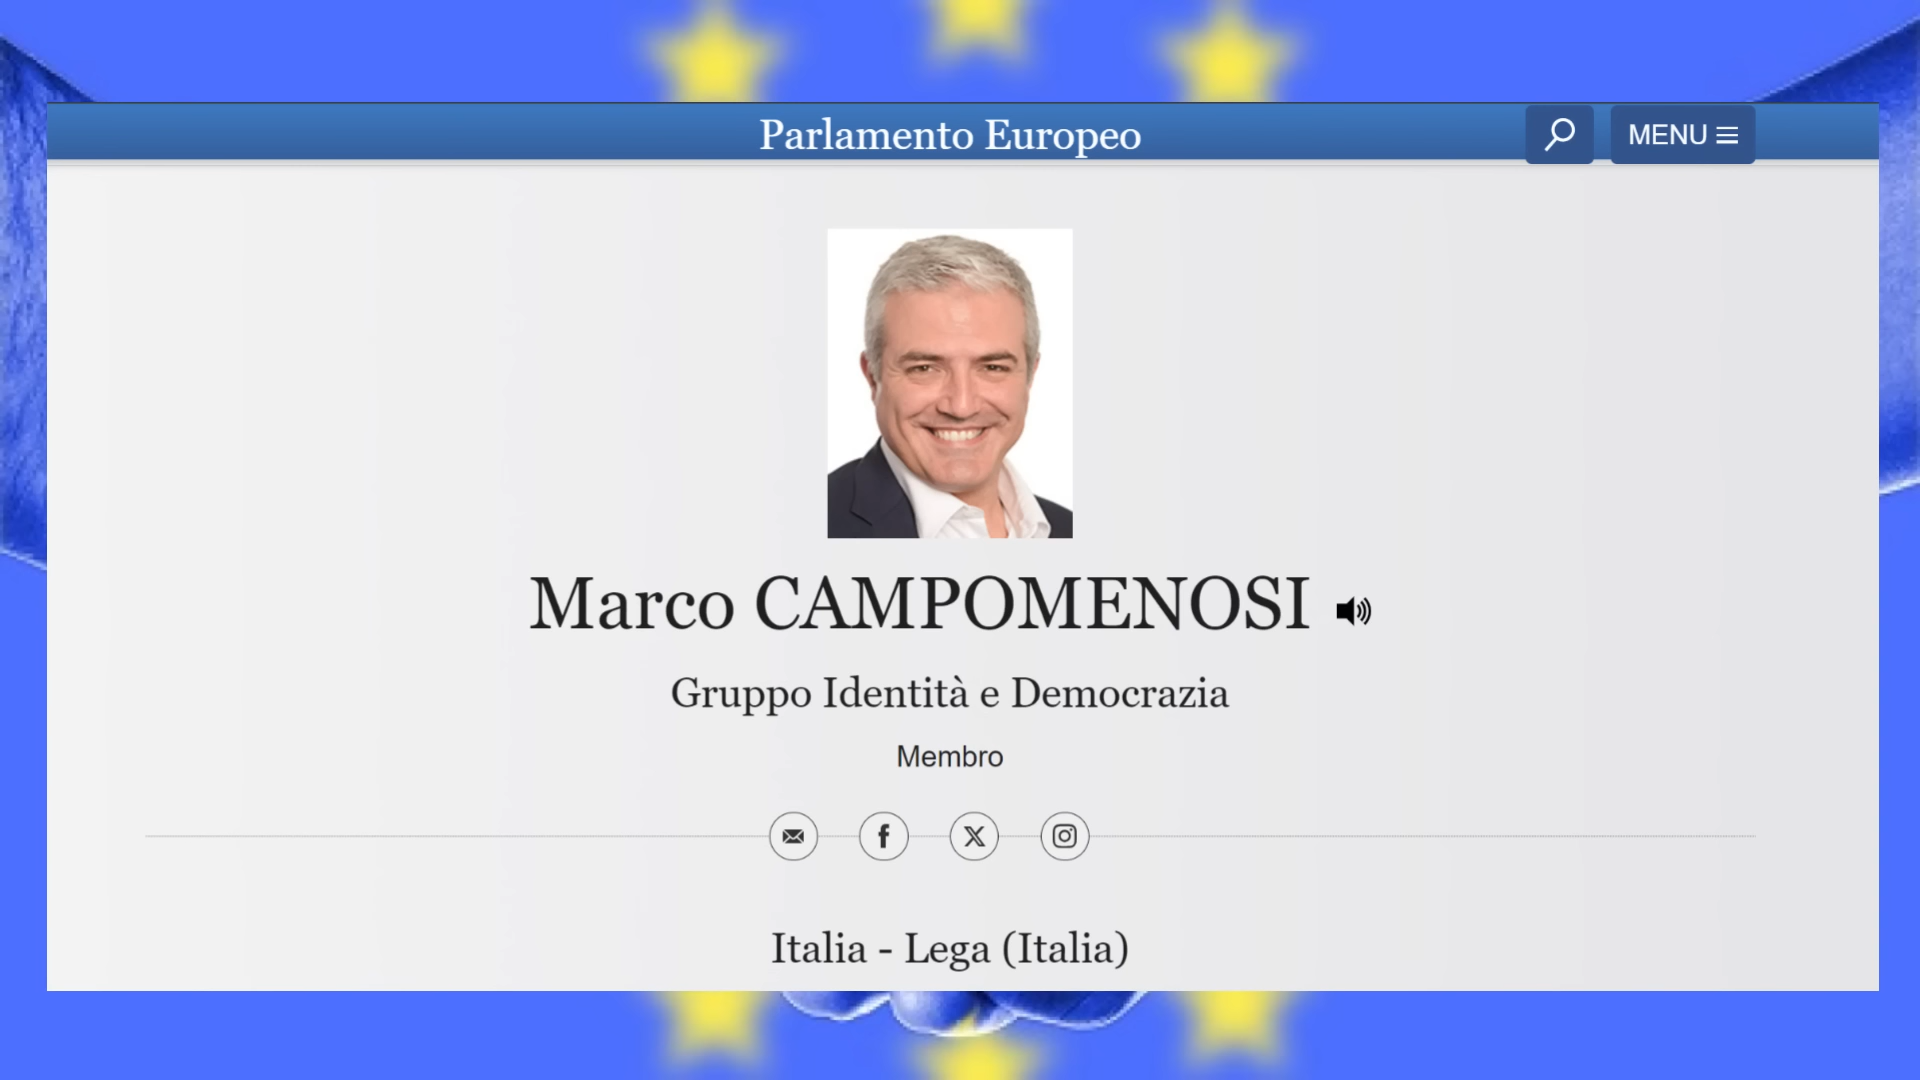 Parlamento Europeo
MENU
Marco CAMPOMENOSI
Gruppo Identità e Democrazia
Membro
Italia - Lega (Italia)